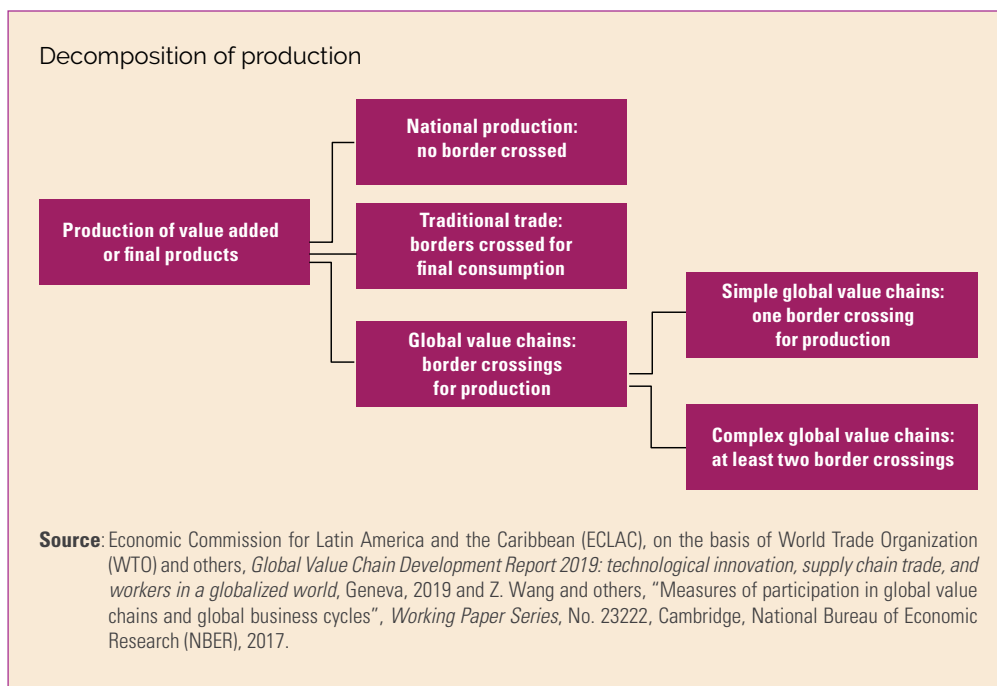 Decomposition of production
National production:
no border crossed
Production of value added
or final products
Traditional trade:
borders crossed for
final consumption
Global value chains:
border crossings
for production
Simple global value chains:
one border crossing
for production
Complex global value chains:
at least two border crossings
Source: Economic Commission for Latin America and the Caribbean (ECLAC), on the basis of World Trade Organization
(WTO) and others, Global Value Chain Development Report 2019: technological innovation, supply chain trade, and
workers in a globalized world, Geneva, 2019 and Z. Wang and others, “Measures of participation in global value
chains and global business cycles”, Working Paper Series, No. 23222, Cambridge, National Bureau of Economic
Research (NBER), 2017.